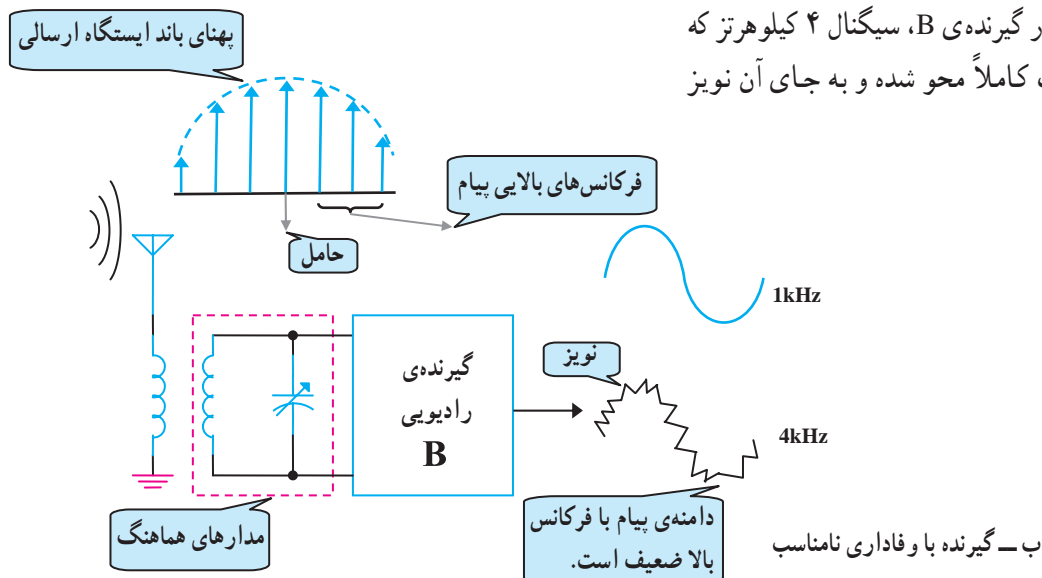 ر گیرنده‌ی B، سیگنال ۴ کیلوهرتز که
کاملاً محو شده و به جای آن نویز
پهنای باند ایستگاه ارسالی
فرکانس‌های بالایی پیام
حامل
1kHz
گیرنده‌ی
رادیویی
B
نویز
4kHz
مدارهای هماهنگ
دامنه‌ی پیام با فرکانس
بالا ضعیف است.
ب ــ گیرنده با وفاداری نامناسب